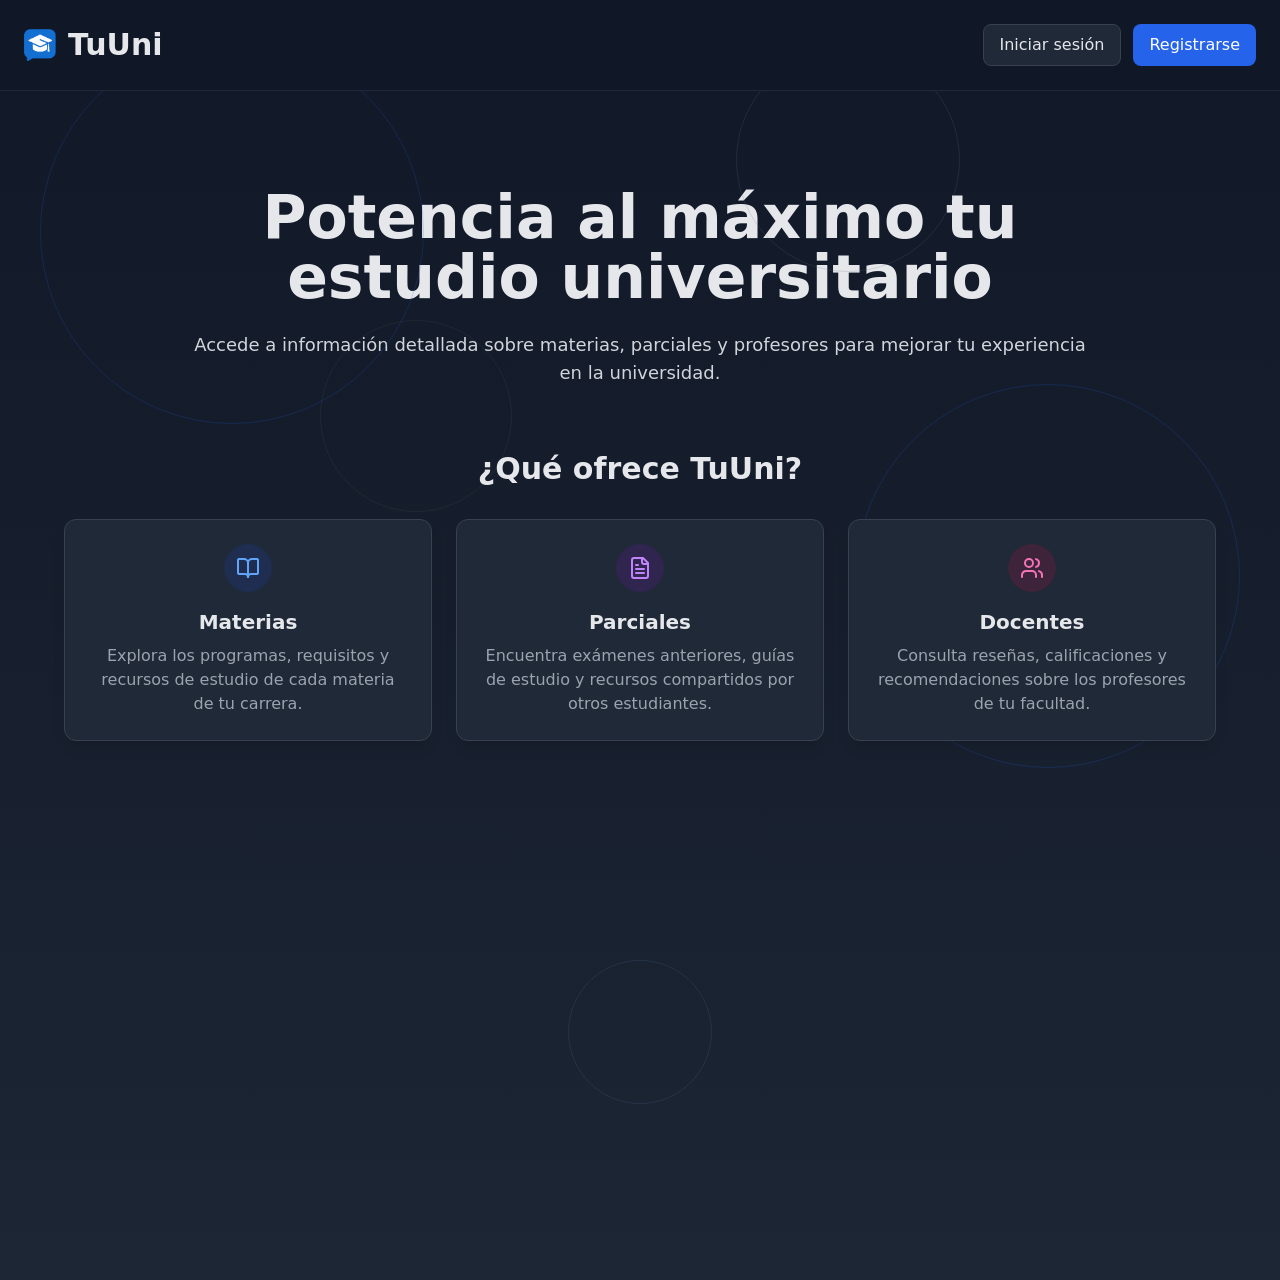 TuUni
Iniciar sesión
Registrarse
Potencia al máximo tu
estudio universitario
Accede a información detallada sobre materias, parciales y profesores para mejorar tu experiencia
en la universidad.
¿Qué ofrece TuUni?
Materias
Explora los programas, requisitos y
recursos de estudio de cada materia
de tu carrera.
Parciales
Encuentra exámenes anteriores, guías
de estudio y recursos compartidos por
otros estudiantes.
Docentes
Consulta reseñas, calificaciones y
recomendaciones sobre los profesores
de tu facultad.